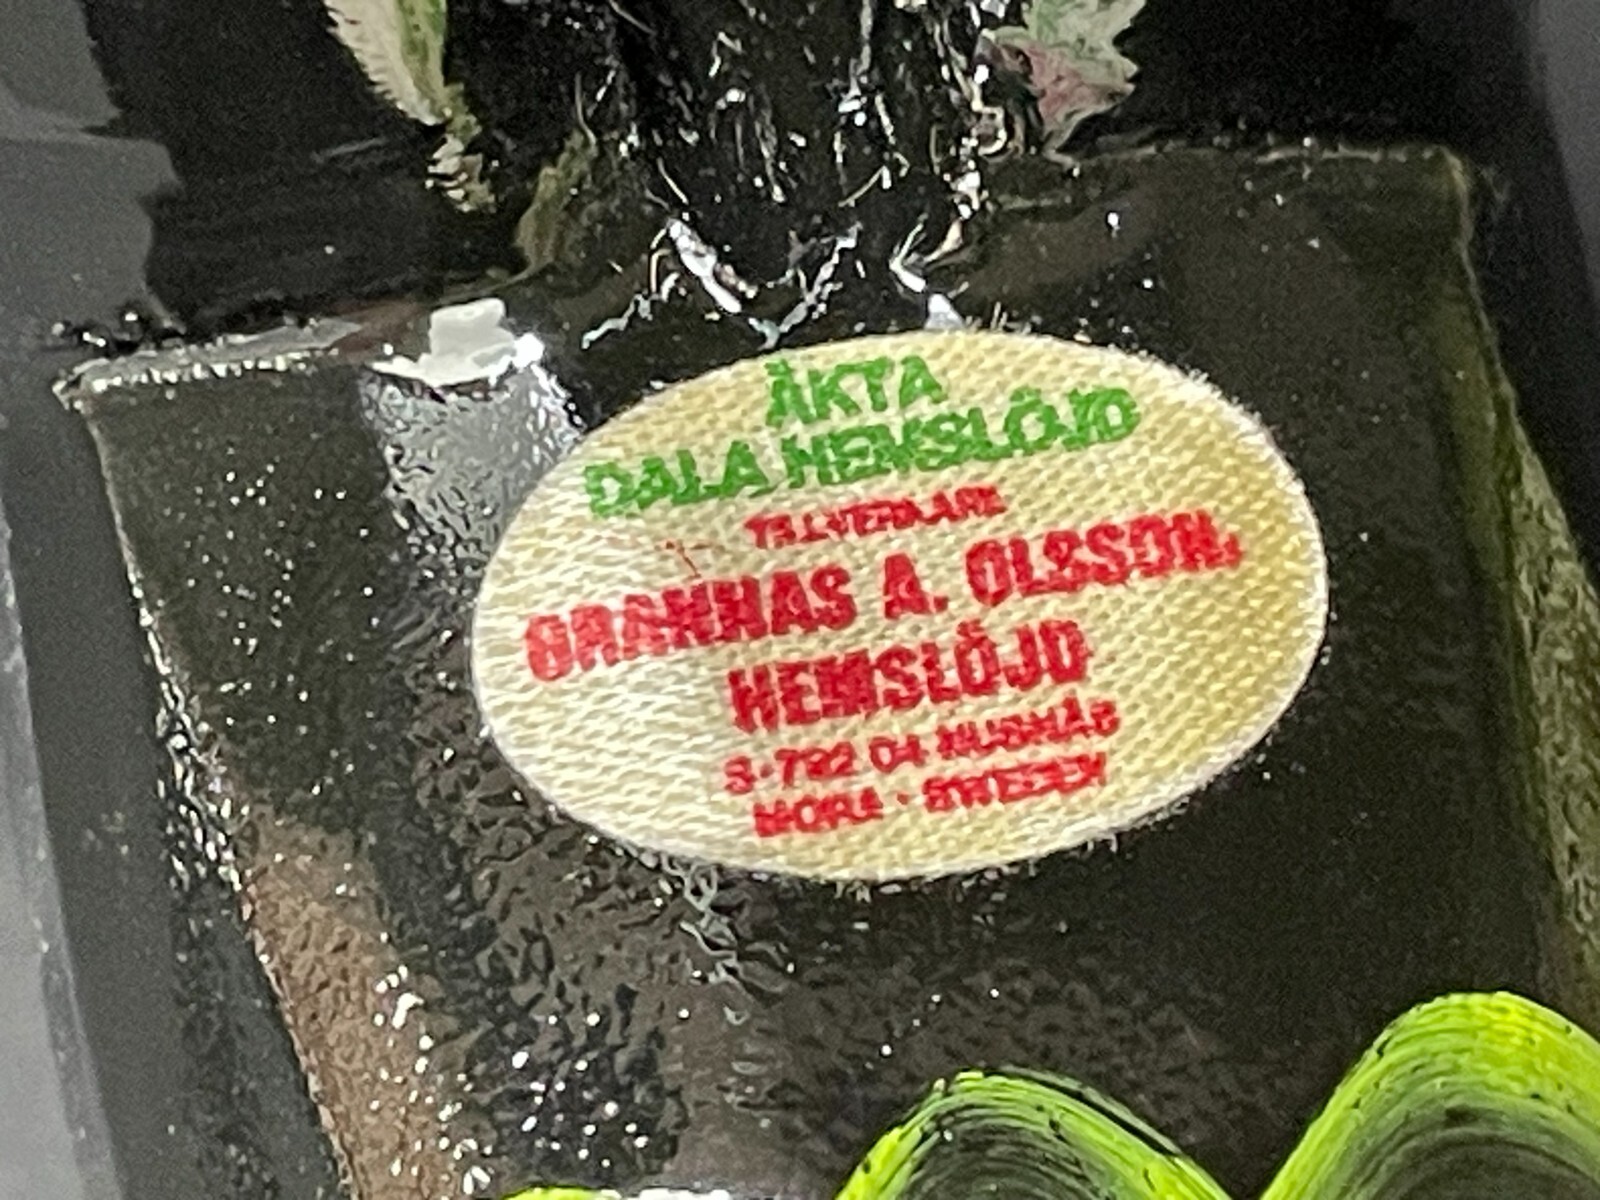 ÄKTA
DALA HEMSLÖJD
TILLVERKARE
GRANNAS A. OLSSON,
HEMSLÖJD
S-792 04 NUSNÄS
MORA · SWEDEN